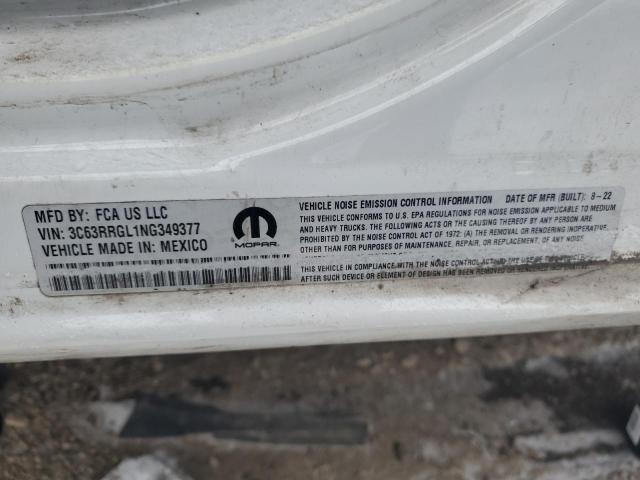 MFD BY: FCA US LLC
VIN: 3C63RRGL1NG349377
VEHICLE MADE IN: MEXICO
MOPAR
VEHICLE NOISE EMISSION CONTROL INFORMATION DATE OF MFR (BUILT): 8-22
THIS VEHICLE CONFORMS TO U.S. EPA REGULATIONS FOR NOISE EMISSION APPLICABLE TO MEDIUM
AND HEAVY TRUCKS. THE FOLLOWING ACTS OR THE CAUSING THEREOF BY ANY PERSON ARE
PROHIBITED BY THE NOISE CONTROL ACT OF 1972: (A) THE REMOVAL OR RENDERING INOPERATIVE
OTHER THAN FOR PURPOSES OF MAINTENANCE, REPAIR, OR REPLACEMENT, OF ANY NOISE
THIS VEHICLE IS IN COMPLIANCE WITH THE NOISE CONTROL ACT
SUCH DEVICE OR ELEMENT OF DESIGN HAS BEEN REMOVED OR